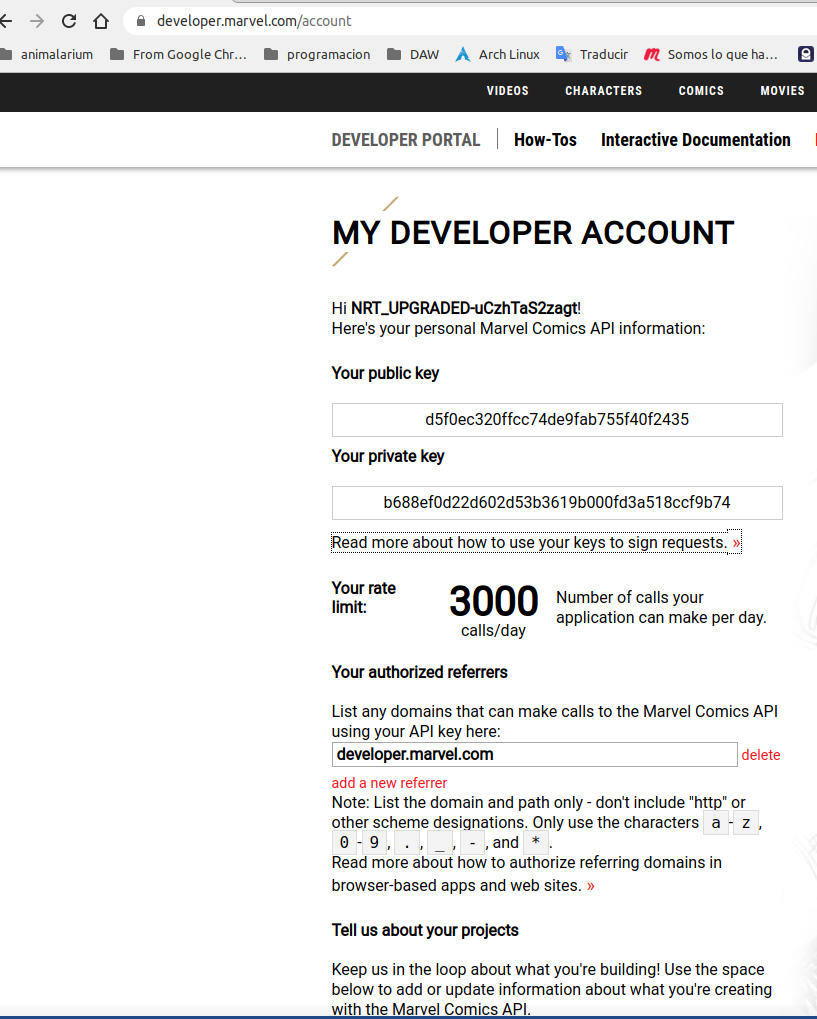 developer.marvel.com/account
animalarium From Google Chr... programacion DAW Arch Linux Traducir Somos lo que ha...
VIDEOS CHARACTERS COMICS MOVIES
DEVELOPER PORTAL How-Tos Interactive Documentation
MY DEVELOPER ACCOUNT
Hi NRT_UPGRADED-uCzhTaS2zagt!
Here's your personal Marvel Comics API information:
Your public key
d5f0ec320ffcc74de9fab755f40f2435
Your private key
b688ef0d22d602d53b3619b000fd3a518ccf9b74
Read more about how to use your keys to sign requests. »
Your rate
limit:
3000
calls/day
Number of calls your
application can make per day.
Your authorized referrers
List any domains that can make calls to the Marvel Comics API
using your API key here:
developer.marvel.com delete
add a new referrer
Note: List the domain and path only - don't include "http" or
other scheme designations. Only use the characters a-z,
0-9, ., _, -, and *.
Read more about how to authorize referring domains in
browser-based apps and web sites. »
Tell us about your projects
Keep us in the loop about what you're building! Use the space
below to add or update information about what you're creating
with the Marvel Comics API.